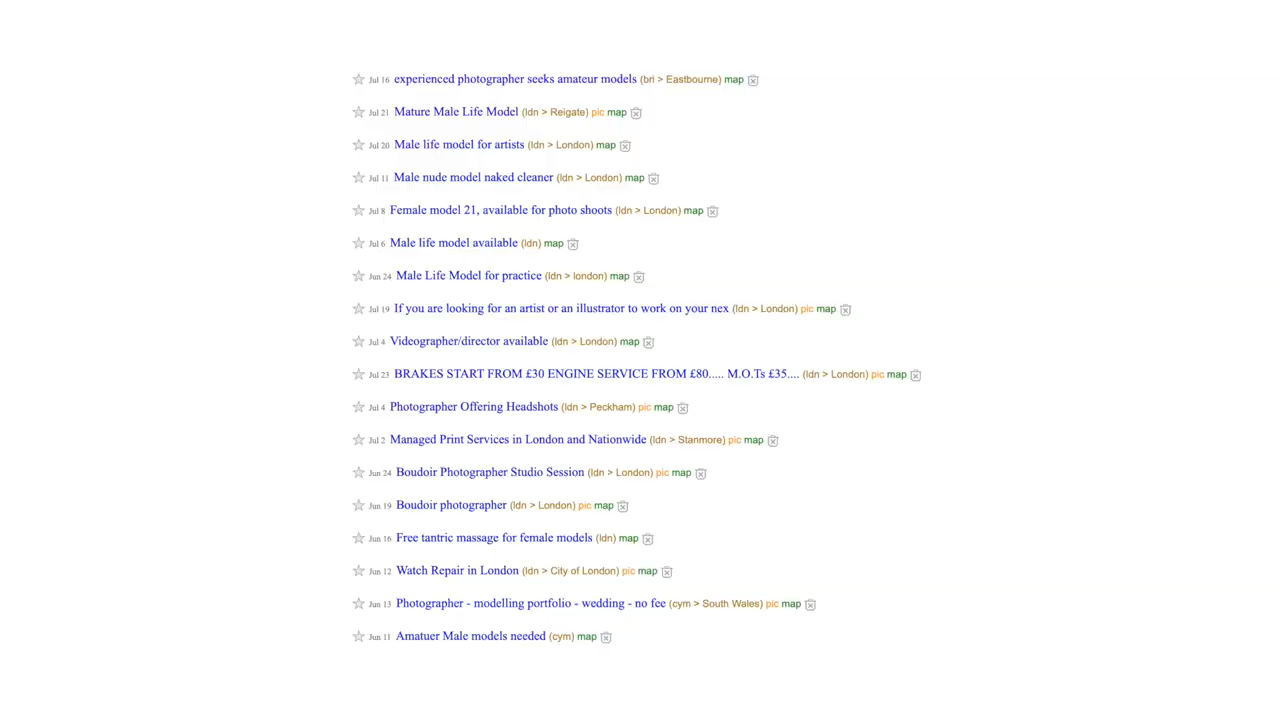 Jul 16 experienced photographer seeks amateur models (bri > Eastbourne) map
Jul 21 Mature Male Life Model (ldn > Reigate) pic map
Jul 20 Male life model for artists (ldn > London) map
Jul 11 Male nude model naked cleaner (ldn > London) map
Jul 8 Female model 21, available for photo shoots (ldn > London) map
Jul 6 Male life model available (ldn) map
Jun 24 Male Life Model for practice (ldn > london) map
Jul 19 If you are looking for an artist or an illustrator to work on your nex (ldn > London) pic map
Jul 4 Videographer/director available (ldn > London) map
Jul 23 BRAKES START FROM £30 ENGINE SERVICE FROM £80..... M.O.Ts £35.... (ldn > London) pic map
Jul 4 Photographer Offering Headshots (ldn > Peckham) pic map
Jul 2 Managed Print Services in London and Nationwide (ldn > Stanmore) pic map
Jun 24 Boudoir Photographer Studio Session (ldn > London) pic map
Jun 19 Boudoir photographer (ldn > London) pic map
Jun 16 Free tantric massage for female models (ldn) map
Jun 12 Watch Repair in London (ldn > City of London) pic map
Jun 13 Photographer - modelling portfolio - wedding - no fee (cym > South Wales) pic map
Jun 11 Amatuer Male models needed (cym) map